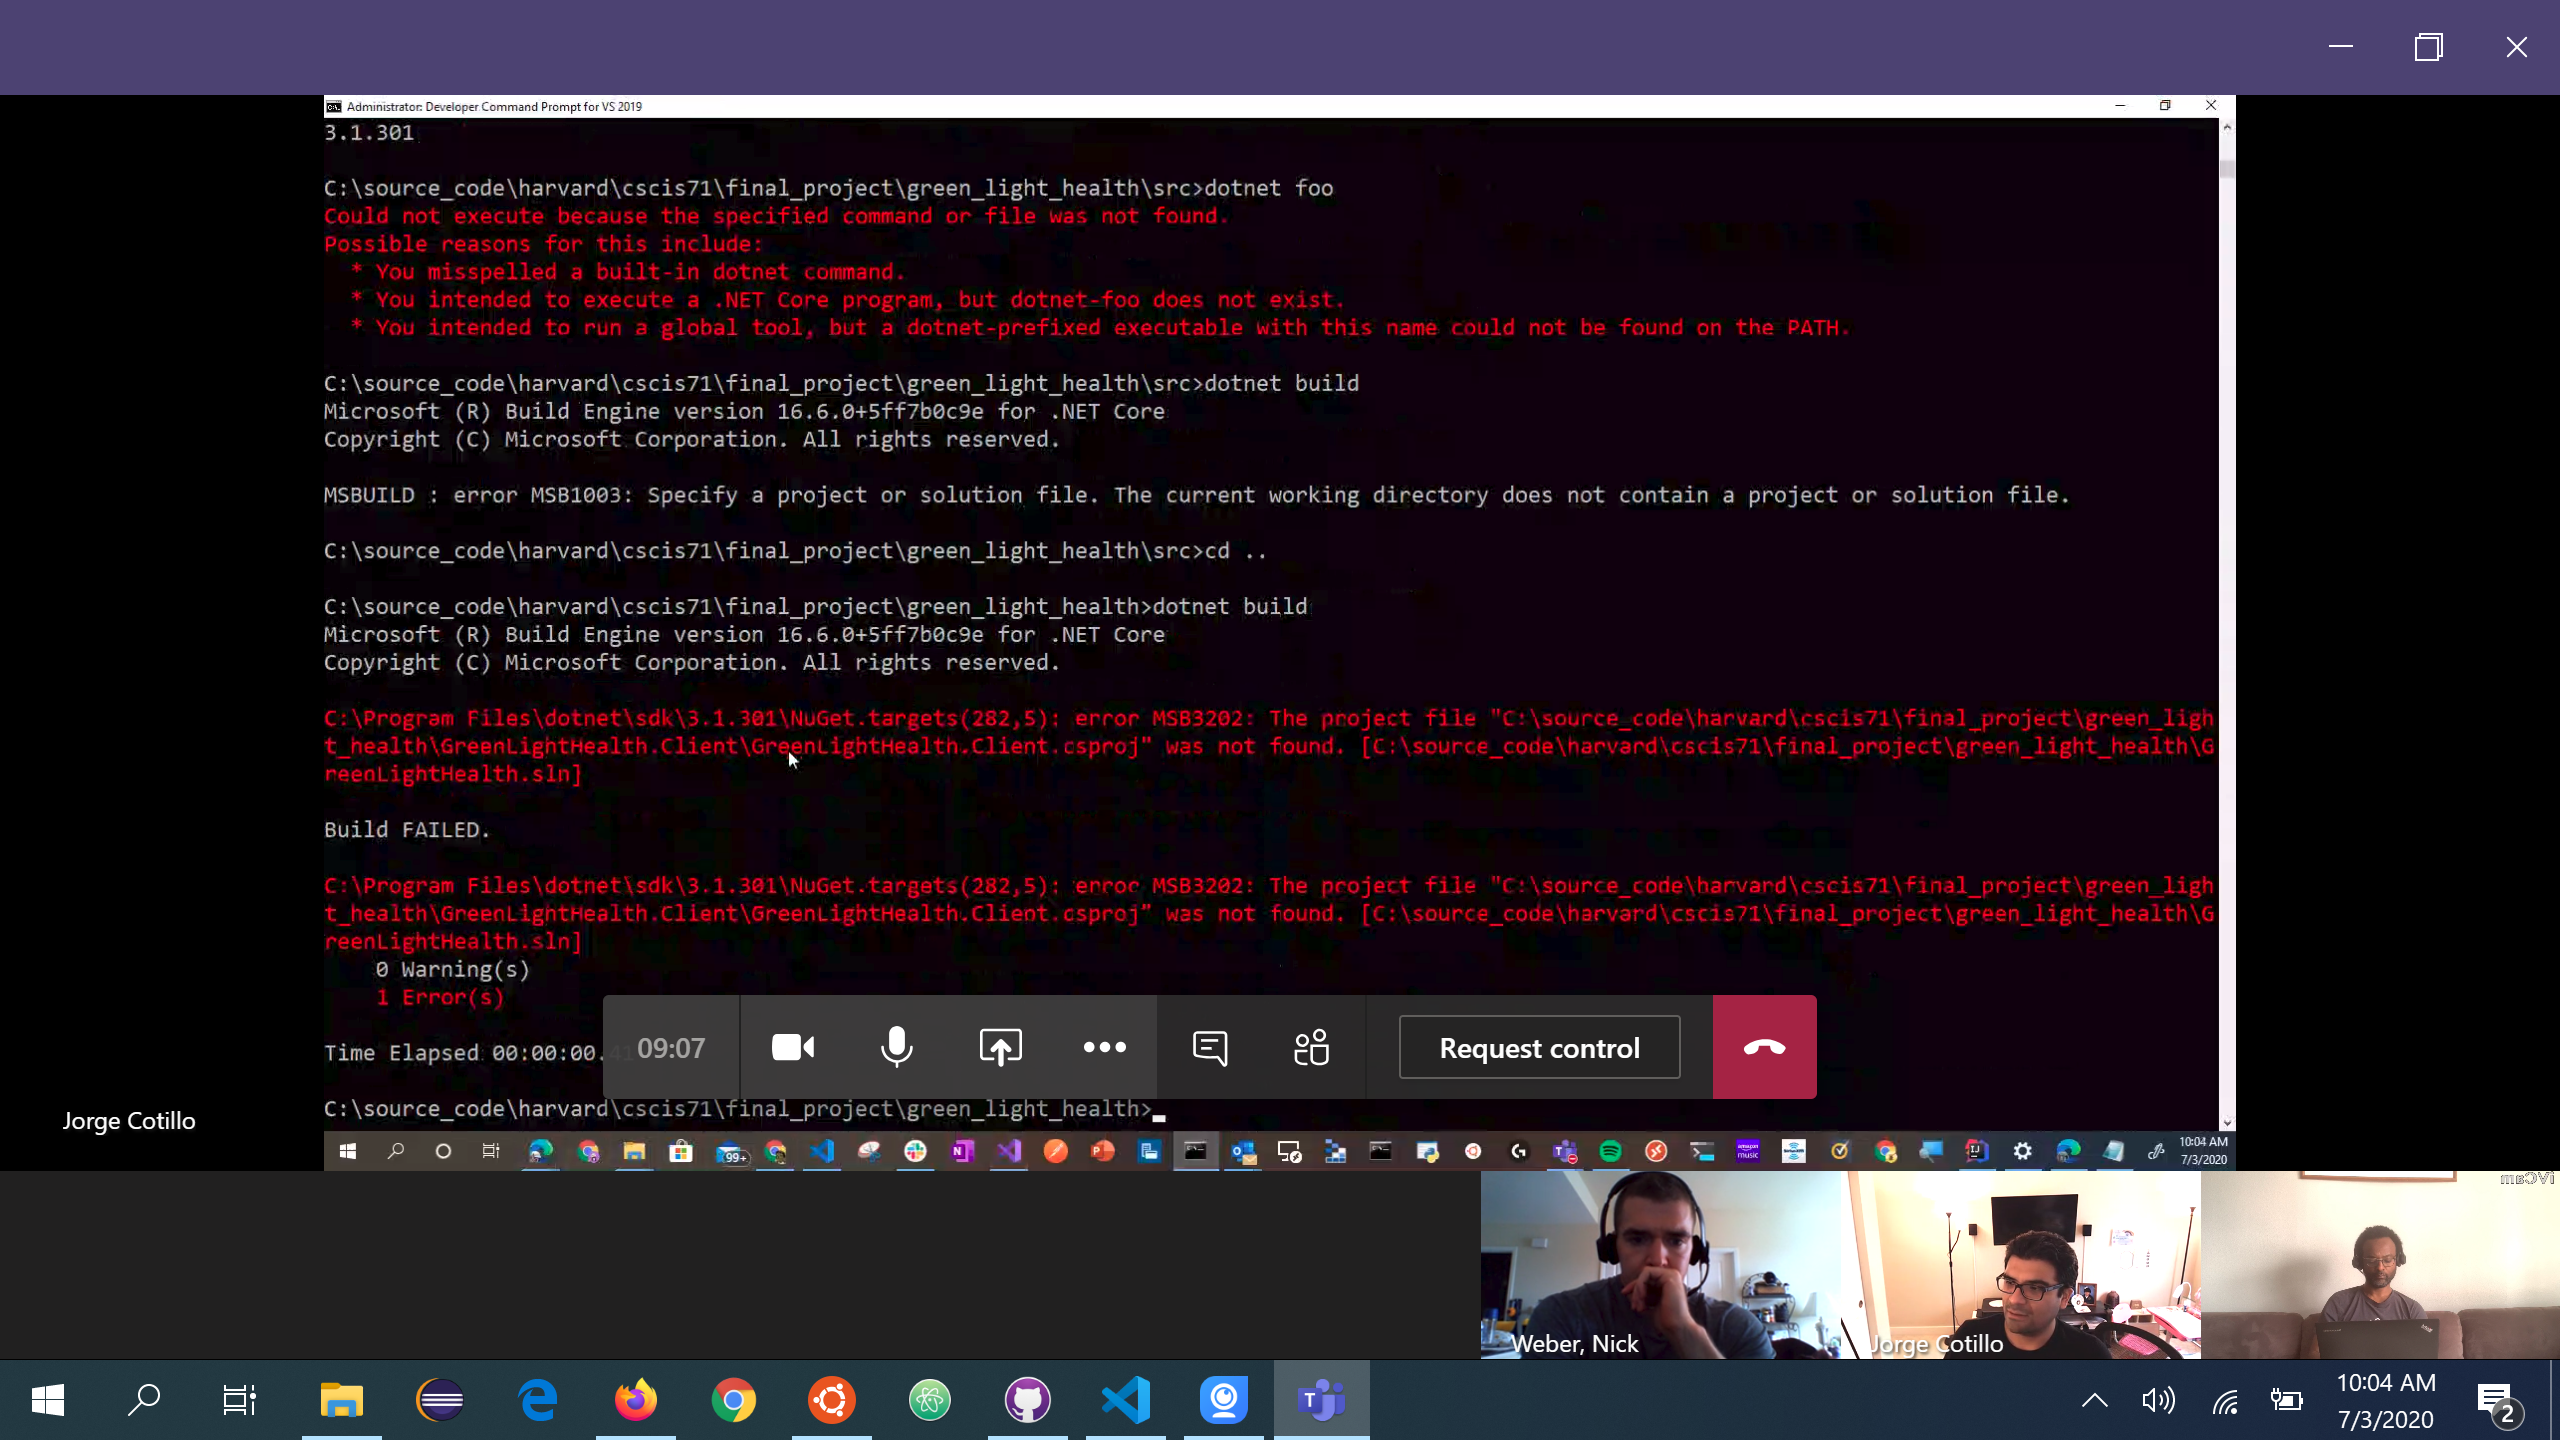 Administrator: Developer Command Prompt for VS 2019
3.1.301
C:\source_code\harvard\cscis71\final_project\green_light_health\src>dotnet foo
Could not execute because the specified command or file was not found.
Possible reasons for this include:
* You misspelled a built-in dotnet command.
* You intended to execute a .NET Core program, but dotnet-foo does not exist.
* You intended to run a global tool, but a dotnet-prefixed executable with this name could not be found on the PATH.
C:\source_code\harvard\cscis71\final_project\green_light_health\src>dotnet build
Microsoft (R) Build Engine version 16.6.0+5ff7b0c9e for .NET Core
Copyright (C) Microsoft Corporation. All rights reserved.
MSBUILD : error MSB1003: Specify a project or solution file. The current working directory does not contain a project or solution file.
C:\source_code\harvard\cscis71\final_project\green_light_health\src>cd ..
C:\source_code\harvard\cscis71\final_project\green_light_health>dotnet build
Microsoft (R) Build Engine version 16.6.0+5ff7b0c9e for .NET Core
Copyright (C) Microsoft Corporation. All rights reserved.
C:\Program Files\dotnet\sdk\3.1.301\NuGet.targets(282,5): error MSB3202: The project file "C:\source_code\harvard\cscis71\final_project\green_ligh
t_health\GreenLightHealth.Client\GreenLightHealth.Client.csproj" was not found. [C:\source_code\harvard\cscis71\final_project\green_light_health\G
reenLightHealth.sln]
Build FAILED.
C:\Program Files\dotnet\sdk\3.1.301\NuGet.targets(282,5): error MSB3202: The project file "C:\source_code\harvard\cscis71\final_project\green_ligh
t_health\GreenLightHealth.Client\GreenLightHealth.Client.csproj" was not found. [C:\source_code\harvard\cscis71\final_project\green_light_health\G
reenLightHealth.sln]
0 Warning(s)
1 Error(s)
Time Elapsed 00:00:00.
09:07
Request control
C:\source_code\harvard\cscis71\final_project\green_light_health>
Jorge Cotillo
99+
10:04 AM
7/3/2020
iVCam
Weber, Nick
Jorge Cotillo
10:04 AM
7/3/2020
2